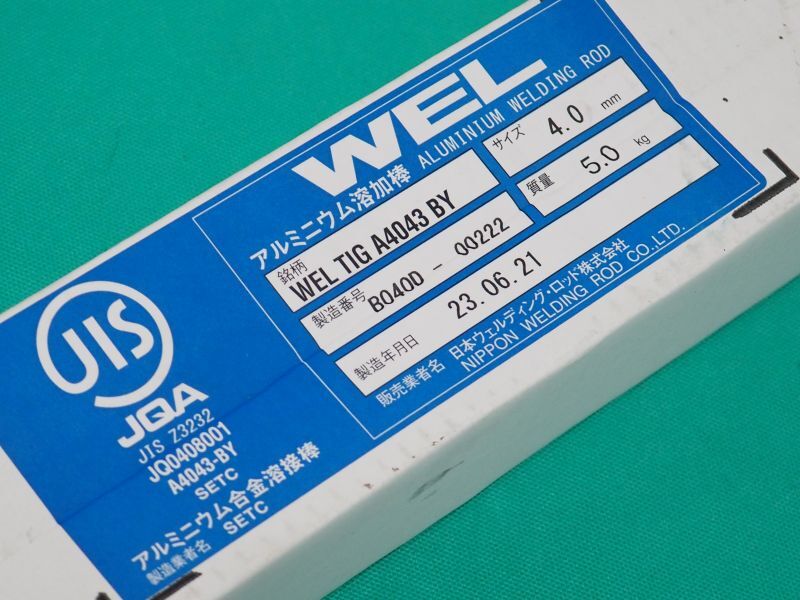 WEL
アルミニウム溶加棒 ALUMINIUM WELDING ROD
銘柄 WEL TIG A4043 BY
サイズ 4.0 mm
製造番号 B040D - 00222
質量 5.0 kg
製造年月日 23.06.21
販売業者名 日本ウェルディング・ロッド株式会社
NIPPON WELDING ROD CO.,LTD.
JIS
JQA
JIS Z3232
JQ0408001
A4043-BY
SETC
アルミニウム合金溶接棒
製造業者名 SETC